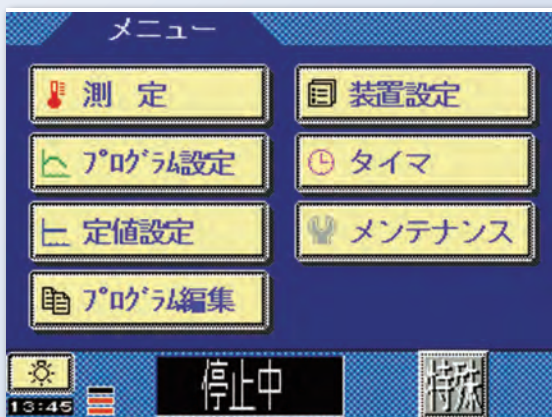 メニュー
測 定
装置設定
プログラム設定
タイマ
定値設定
メンテナンス
プログラム編集
停止中
特殊
13:45